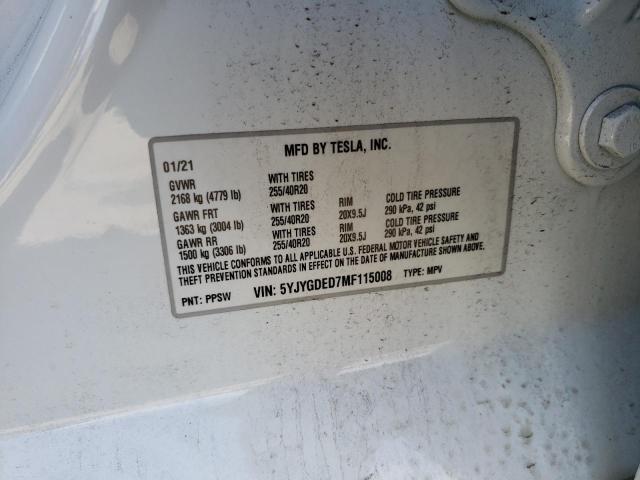 MFD BY TESLA, INC.
01/21
GVWR WITH TIRES
2168 kg (4779 lb) 255/40R20
GAWR FRT WITH TIRES RIM COLD TIRE PRESSURE
1363 kg (3004 lb) 255/40R20 20X9.5J 290 kPa, 42 psi
GAWR RR WITH TIRES RIM COLD TIRE PRESSURE
1500 kg (3306 lb) 255/40R20 20X9.5J 290 kPa, 42 psi
THIS VEHICLE CONFORMS TO ALL APPLICABLE U.S. FEDERAL MOTOR VEHICLE SAFETY AND
THEFT PREVENTION STANDARDS IN EFFECT ON THE DATE OF MANUFACTURE SHOWN ABOVE.
PNT: PPSW VIN: 5YJYGDED7MF115008 TYPE: MPV